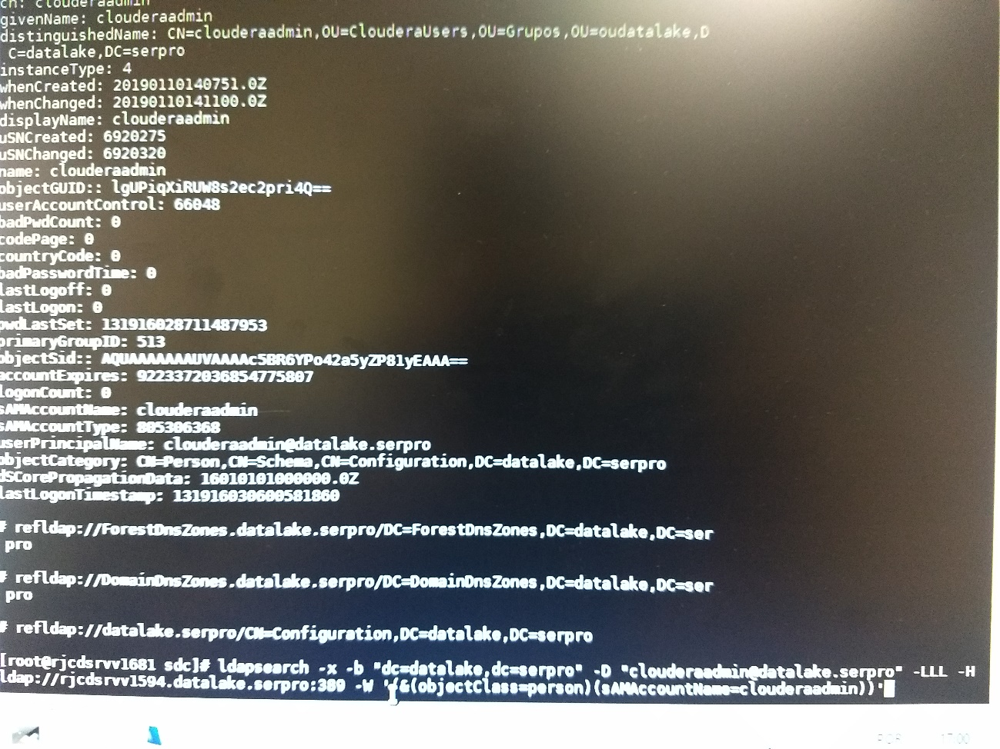 cn: clouderaadmin
givenName: clouderaadmin
distinguishedName: CN=clouderaadmin,OU=ClouderaUsers,OU=Grupos,OU=oudatalake,D
C=datalake,DC=serpro
instanceType: 4
whenCreated: 20190110140751.0Z
whenChanged: 20190110141100.0Z
displayName: clouderaadmin
uSNCreated: 6920275
uSNChanged: 6920320
name: clouderaadmin
objectGUID:: lgUPiqXiRUW8s2ec2pri4Q==
userAccountControl: 66048
badPwdCount: 0
codePage: 0
countryCode: 0
badPasswordTime: 0
lastLogoff: 0
lastLogon: 0
pwdLastSet: 131916028711487953
primaryGroupID: 513
objectSid:: AQUAAAAAAAUVAAAAc5BR6YPo42a5yZP81yEAAA==
accountExpires: 9223372036854775807
logonCount: 0
sAMAccountName: clouderaadmin
sAMAccountType: 805306368
userPrincipalName: clouderaadmin@datalake.serpro
objectCategory: CN=Person,CN=Schema,CN=Configuration,DC=datalake,DC=serpro
dSCorePropagationData: 16010101000000.0Z
lastLogonTimestamp: 131916030600581860
# refldap://ForestDnsZones.datalake.serpro/DC=ForestDnsZones,DC=datalake,DC=ser
pro
# refldap://DomainDnsZones.datalake.serpro/DC=DomainDnsZones,DC=datalake,DC=ser
pro
# refldap://datalake.serpro/CN=Configuration,DC=datalake,DC=serpro
[root@rjcdsrvv1681 sdc]# ldapsearch -x -b "dc=datalake,dc=serpro" -D "clouderaadmin@datalake.serpro" -LLL -H
ldap://rjcdsrvv1594.datalake.serpro:389 -W '(&(objectClass=person)(sAMAccountName=clouderaadmin))'